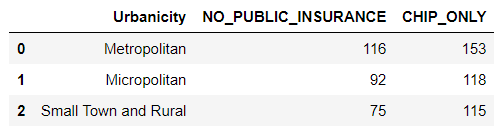 Urbanicity NO_PUBLIC_INSURANCE CHIP_ONLY
0 Metropolitan 116 153
1 Micropolitan 92 118
2 Small Town and Rural 75 115